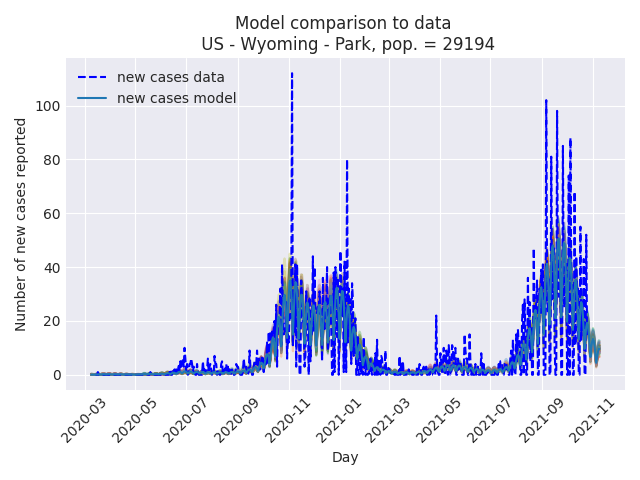 Model comparison to data
US - Wyoming - Park, pop. = 29194
new cases data
new cases model
Number of new cases reported
100
80
60
40
20
0
2020-03
2020-05
2020-07
2020-09
2020-11
2021-01
2021-03
2021-05
2021-07
2021-09
2021-11
Day